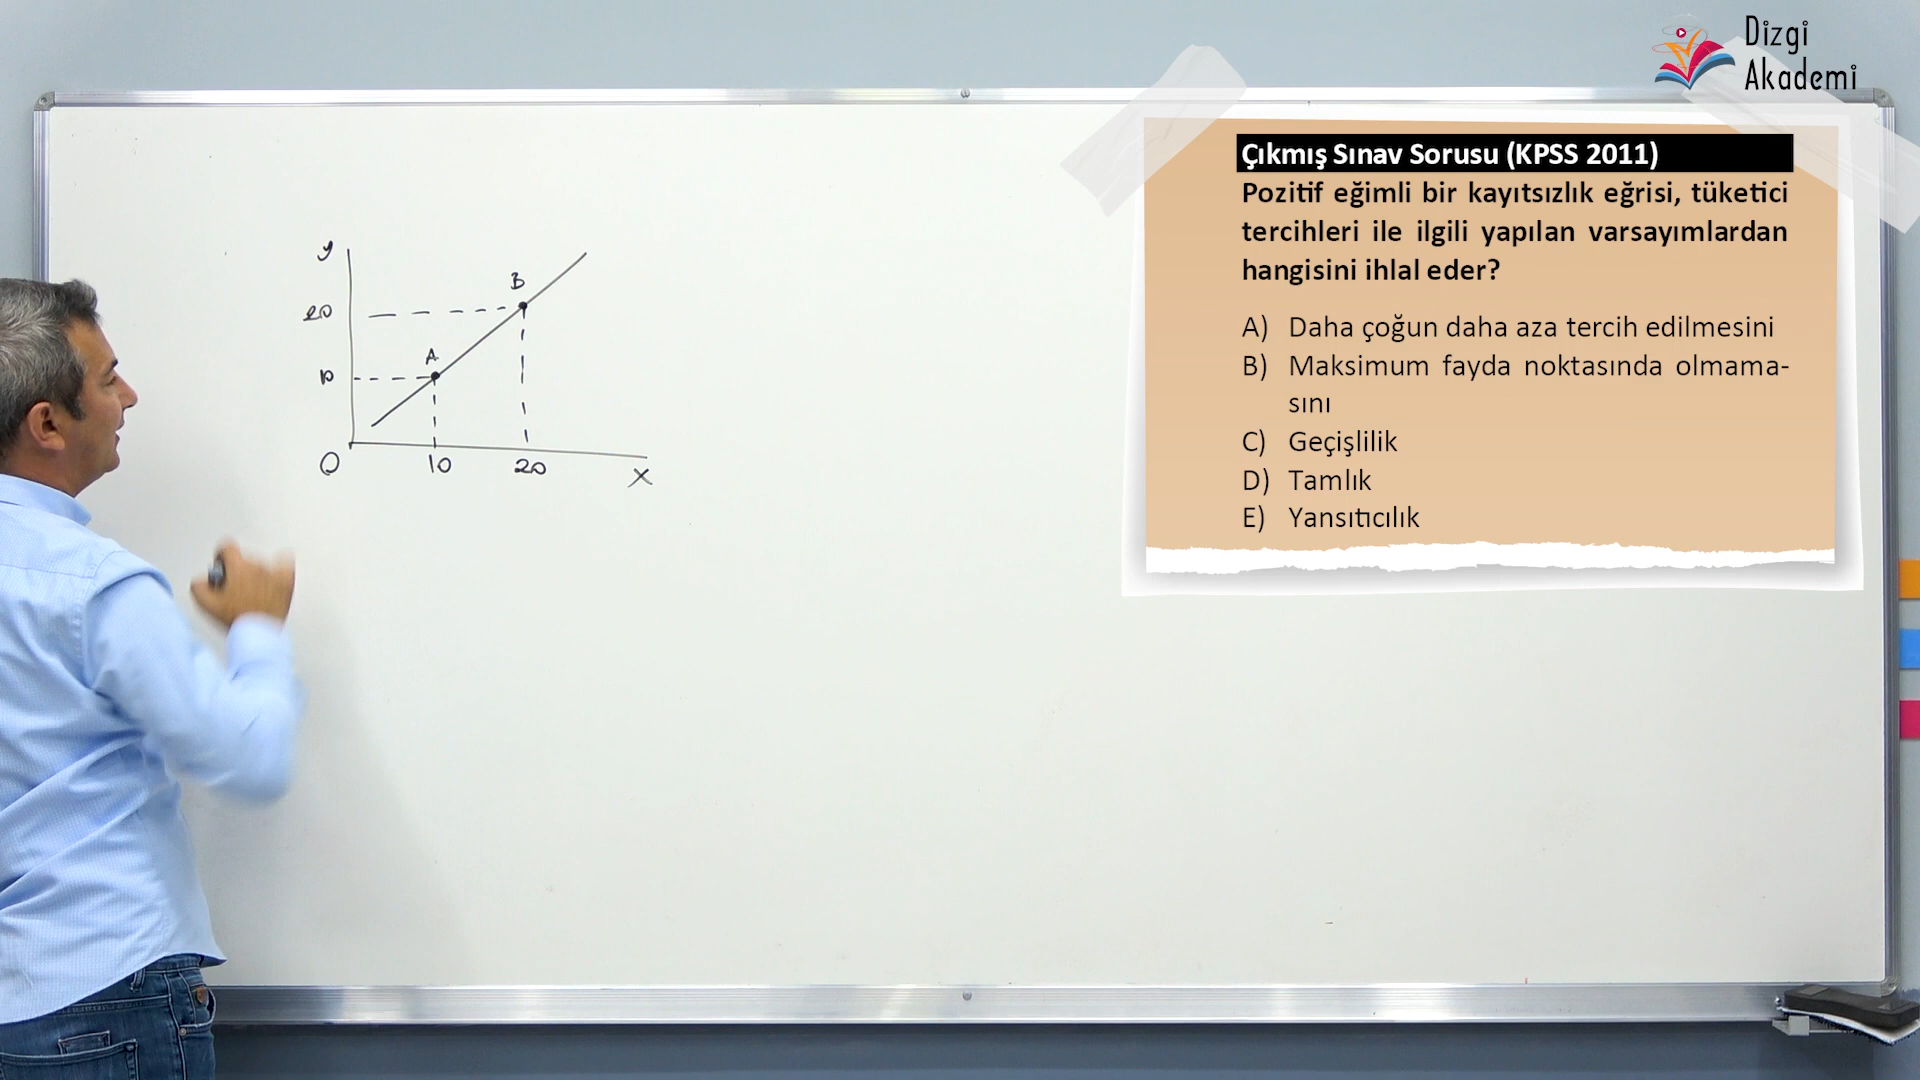 Dizgi
Akademi
Çıkmış Sınav Sorusu (KPSS 2011)
Pozitif eğimli bir kayıtsızlık eğrisi, tüketici
tercihleri ile ilgili yapılan varsayımlardan
hangisini ihlal eder?
A) Daha çoğun daha aza tercih edilmesini
B) Maksimum fayda noktasında olmama-
sını
C) Geçişlilik
D) Tamlık
E) Yansıtıcılık
y
B
20
A
10
0 10 20 X